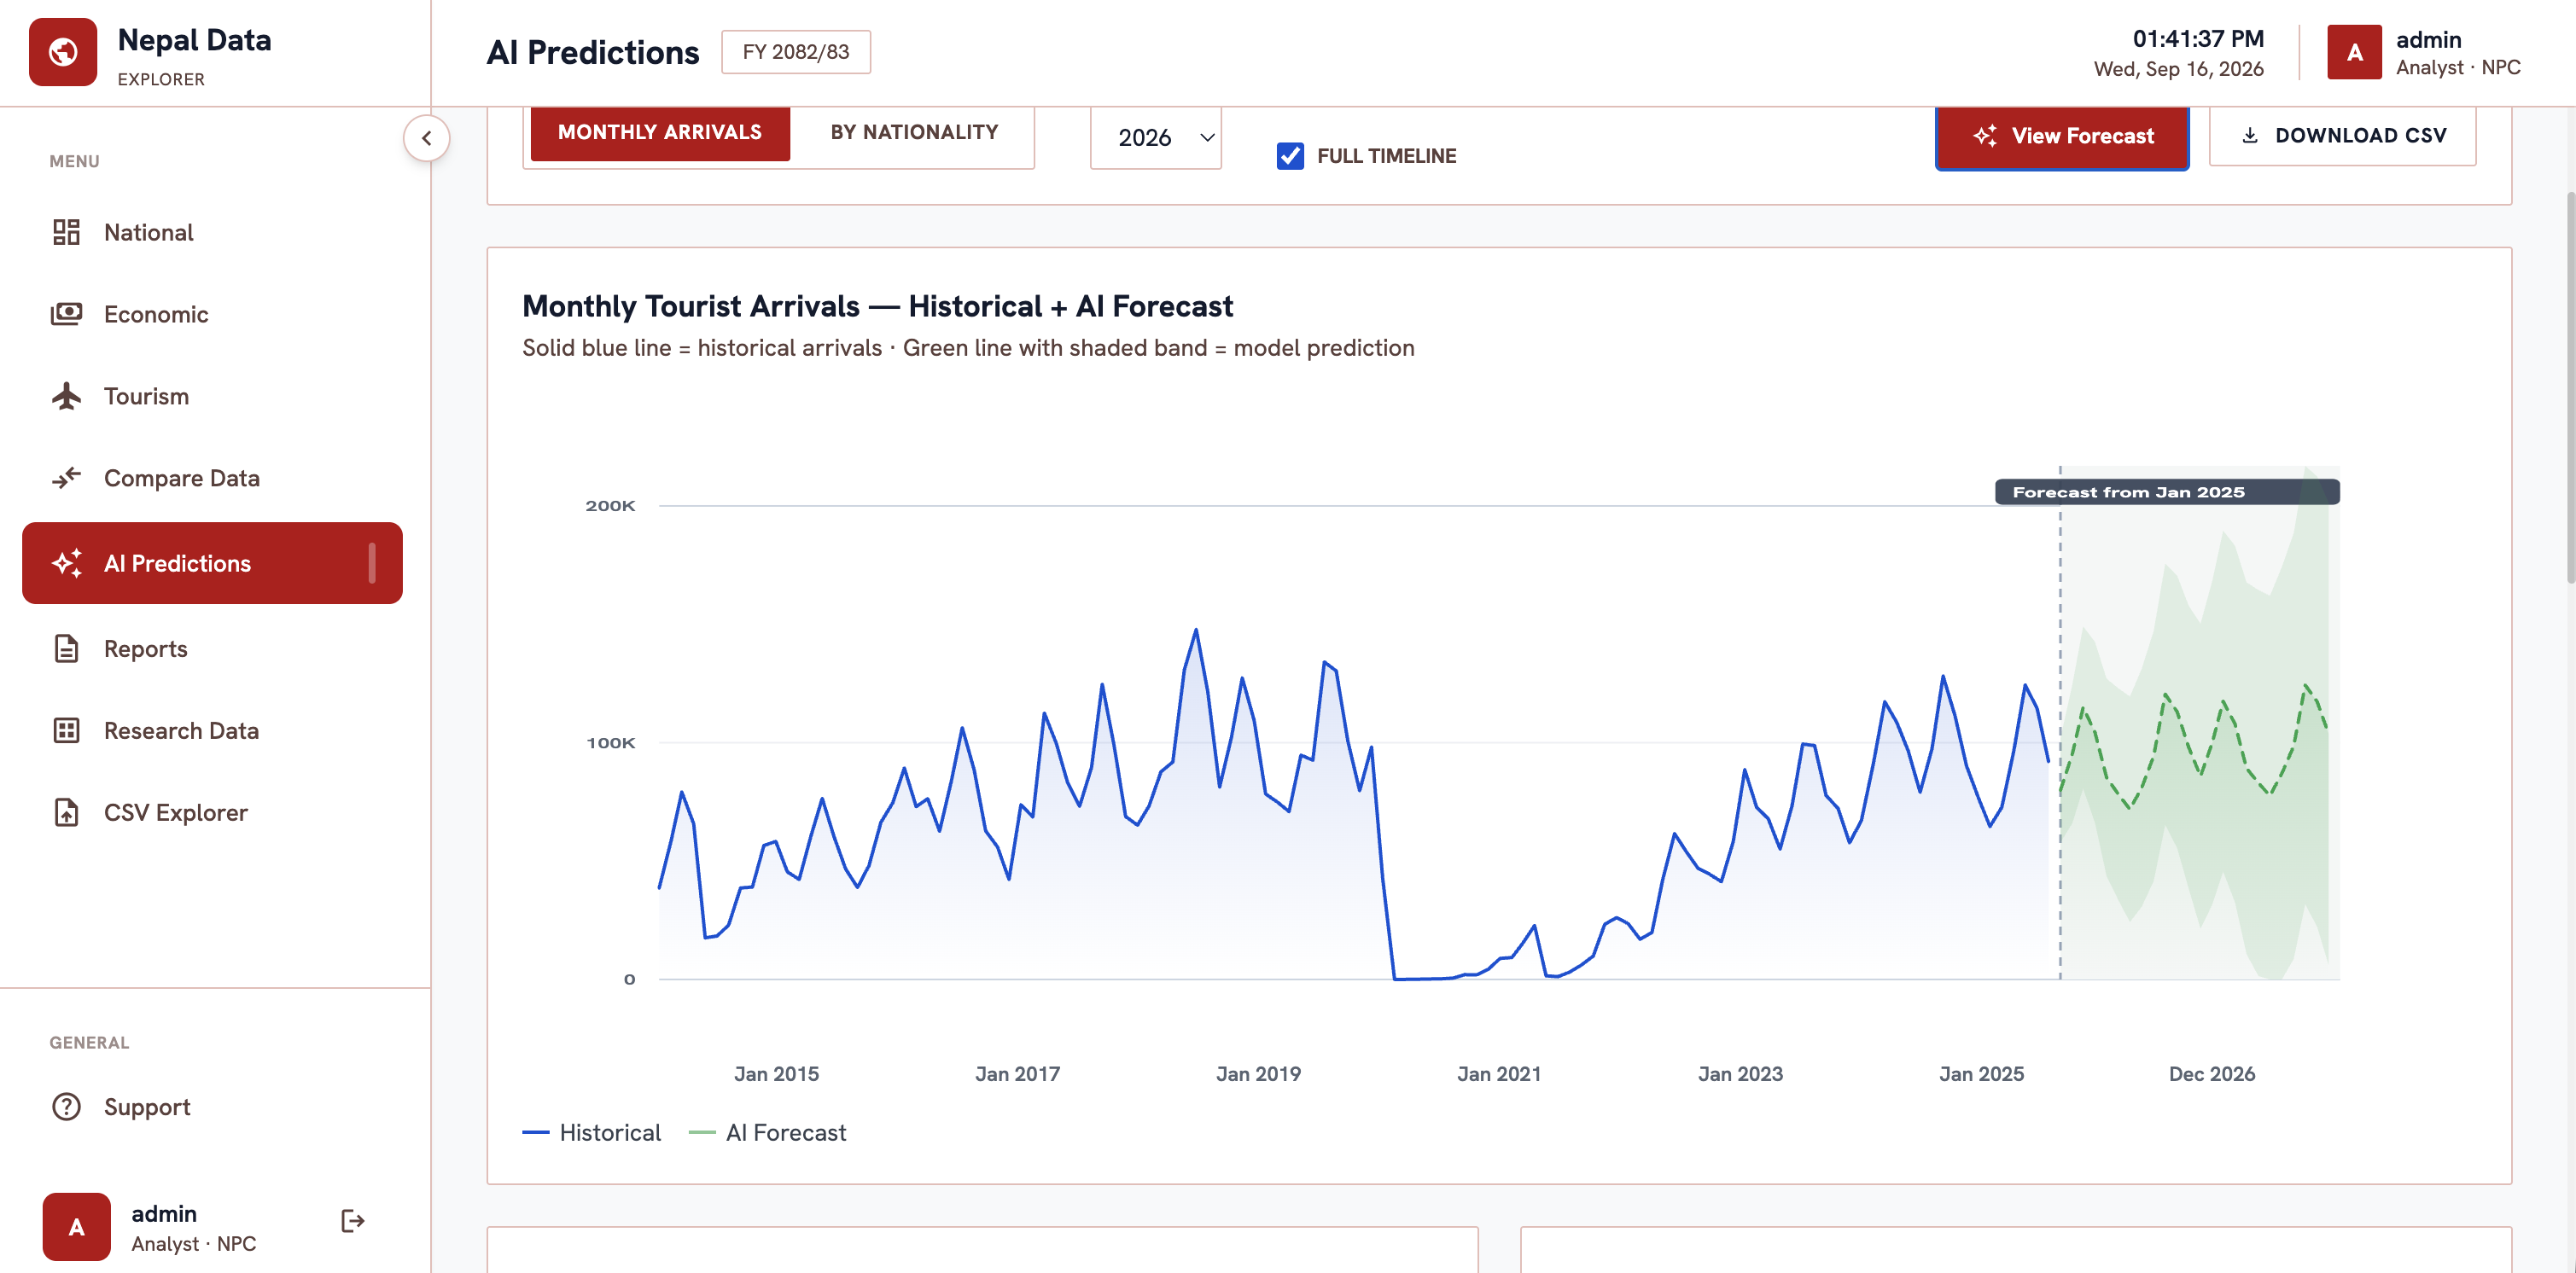 Nepal Data
EXPLORER
AI Predictions
FY 2082/83
01:41:37 PM
Wed, Sep 16, 2026
A
admin
Analyst · NPC
MENU
National
Economic
Tourism
Compare Data
AI Predictions
Reports
Research Data
CSV Explorer
GENERAL
Support
A
admin
Analyst · NPC
MONTHLY ARRIVALS
BY NATIONALITY
2026
FULL TIMELINE
View Forecast
DOWNLOAD CSV
Monthly Tourist Arrivals — Historical + AI Forecast
Solid blue line = historical arrivals · Green line with shaded band = model prediction
Forecast from Jan 2025
200K
100K
0
Jan 2015
Jan 2017
Jan 2019
Jan 2021
Jan 2023
Jan 2025
Dec 2026
Historical
AI Forecast